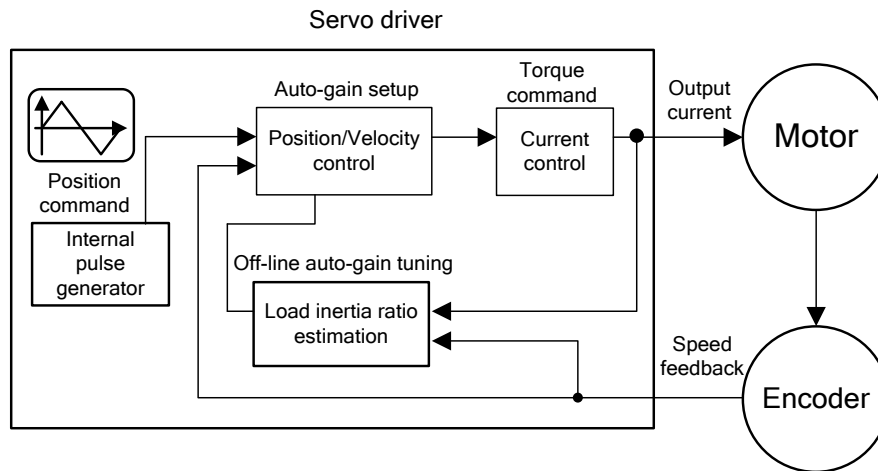 Servo driver
Auto-gain setup
Torque
command
Output
current
Position/Velocity
control
Current
control
Motor
Position
command
Internal
pulse
generator
Off-line auto-gain tuning
Load inertia ratio
estimation
Speed
feedback
Encoder